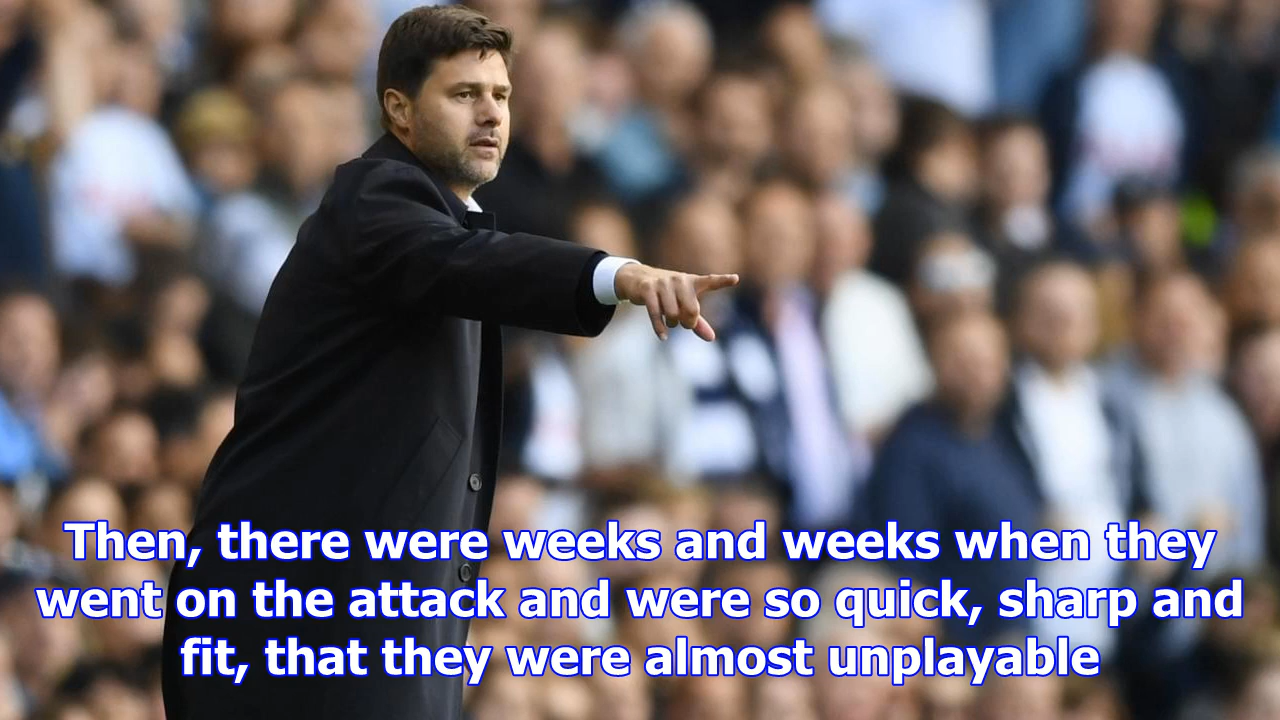 Then, there were weeks and weeks when they
went on the attack and were so quick, sharp and
fit, that they were almost unplayable